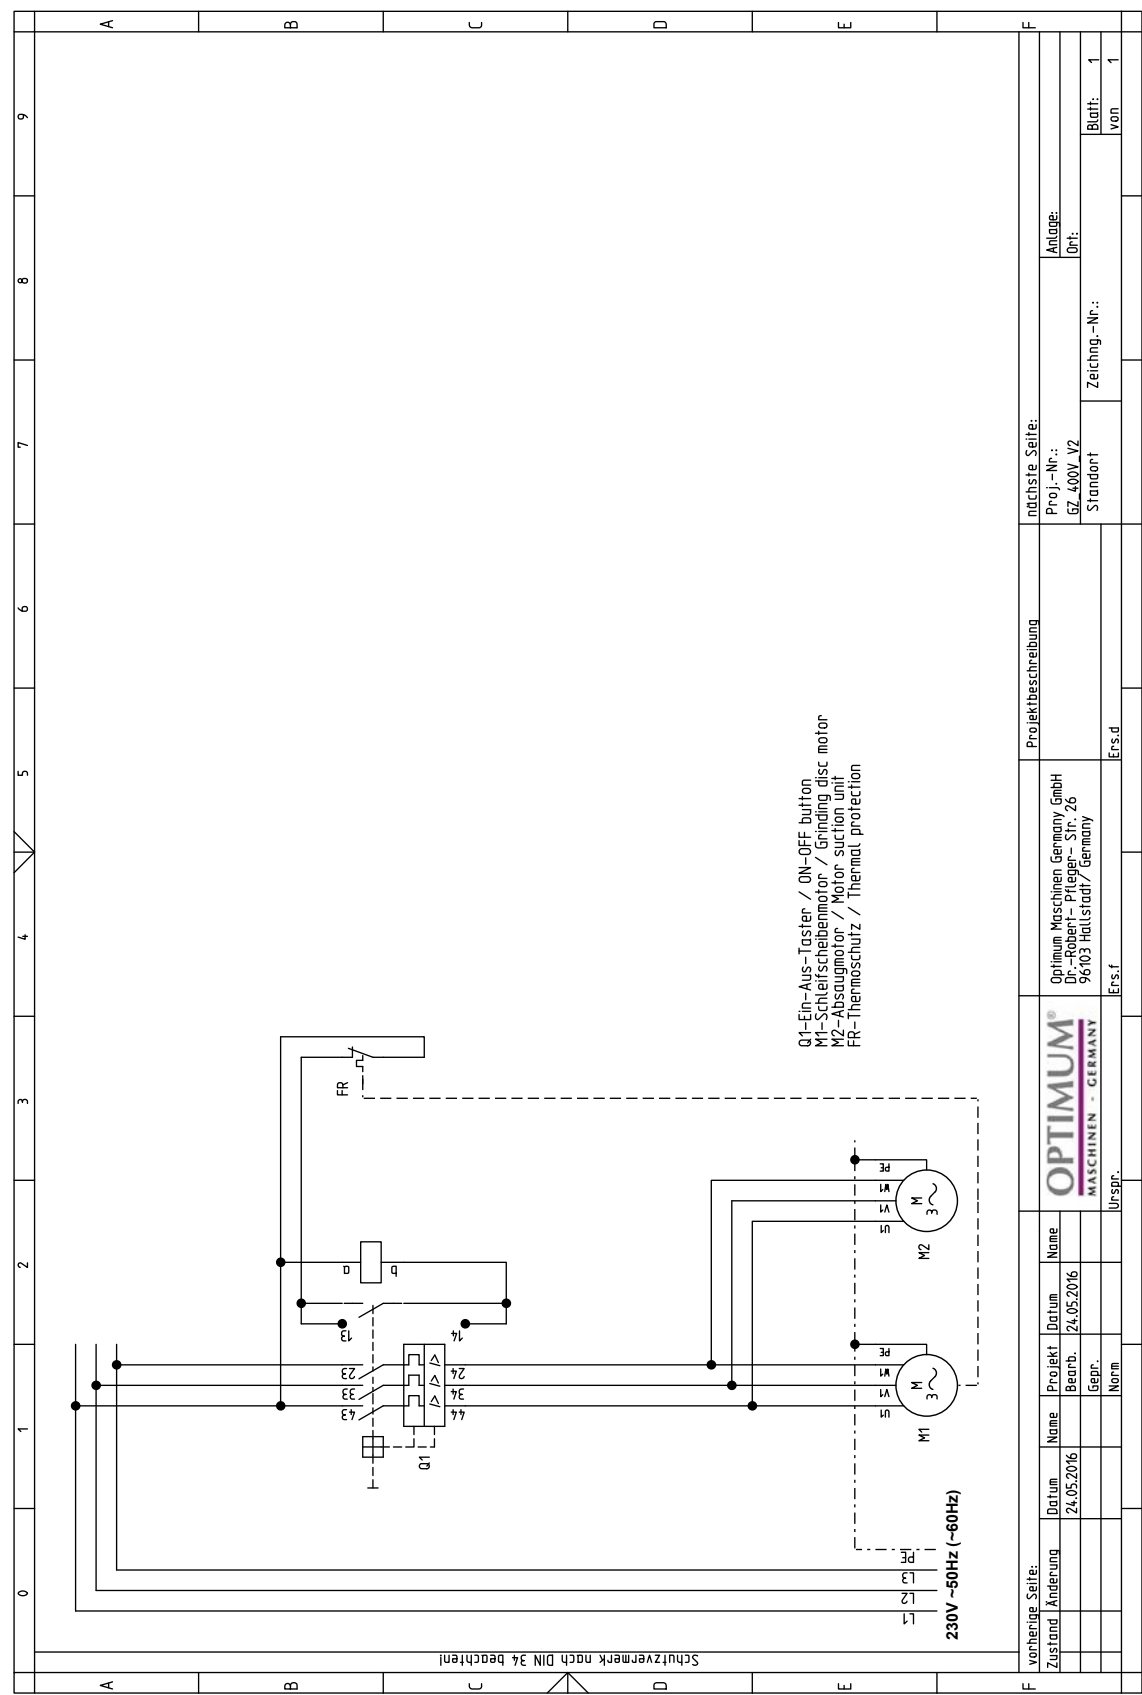 0 1 2 3 4 5 6 7 8 9
A
B
C
D
E
F
Schutzvermerk nach DIN 34 beachten!
L1
L2
L3
PE
230V ~50Hz (~60Hz)
Q1
43
33
23
13
44
34
24
14
a
b
FR
M1
U1
V1
W1
PE
M
3
M2
U1
V1
W1
PE
M
3
Q1-Ein-Aus-Taster / ON-OFF button
M1-Schleifscheibenmotor / Grinding disc motor
M2-Absaugmotor / Motor suction unit
FR-Thermoschutz / Thermal protection
A
B
C
D
E
F
vorherige Seite:
Zustand Änderung Datum Name
24.05.2016
Projekt Datum Name
Bearb. 24.05.2016
Gepr.
Norm
Urspr.
OPTIMUM®
MASCHINEN - GERMANY
Optimum Maschinen Germany GmbH
Dr.-Robert- Pfleger- Str. 26
96103 Hallstadt/ Germany
Ers.f
Ers.d
Projektbeschreibung
nächste Seite:
Proj.-Nr.:
GZ_400V_V2
Standort
Zeichng.-Nr.:
Anlage:
Ort:
Blatt: 1
von 1